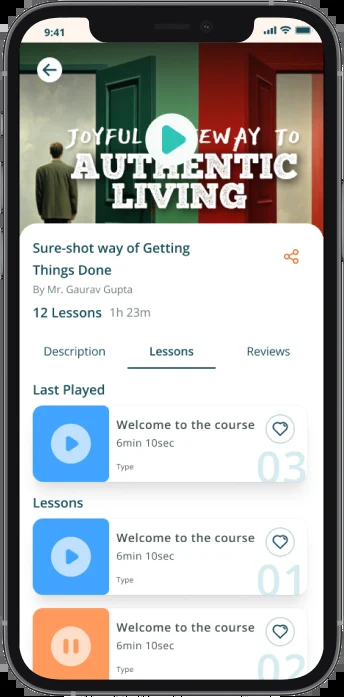 9:41
JOYFUL EWAY TO
AUTHENTIC
LIVING
Sure-shot way of Getting
Things Done
By Mr. Gaurav Gupta
12 Lessons 1h 23m
Description Lessons Reviews
Last Played
Welcome to the course
6min 10sec
Type
03
Lessons
Welcome to the course
6min 10sec
Type
01
Welcome to the course
6min 10sec
Type
02